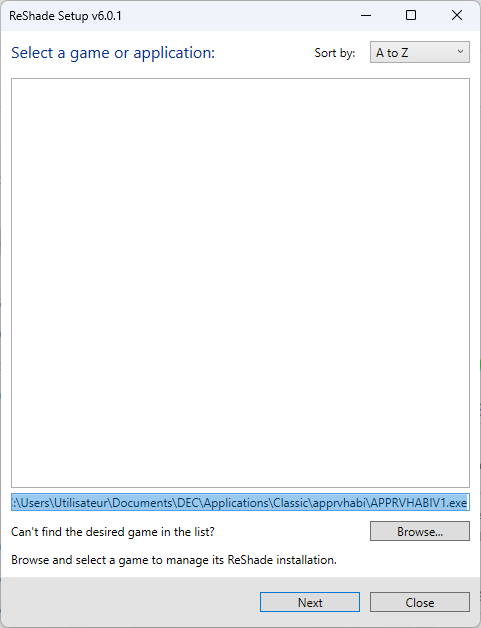 ReShade Setup v6.0.1
Select a game or application:
Sort by:
A to Z
:\Users\Utilisateur\Documents\DEC\Applications\Classic\apprvhabi\APPRVHABIV1.exe
Can't find the desired game in the list?
Browse...
Browse and select a game to manage its ReShade installation.
Next
Close